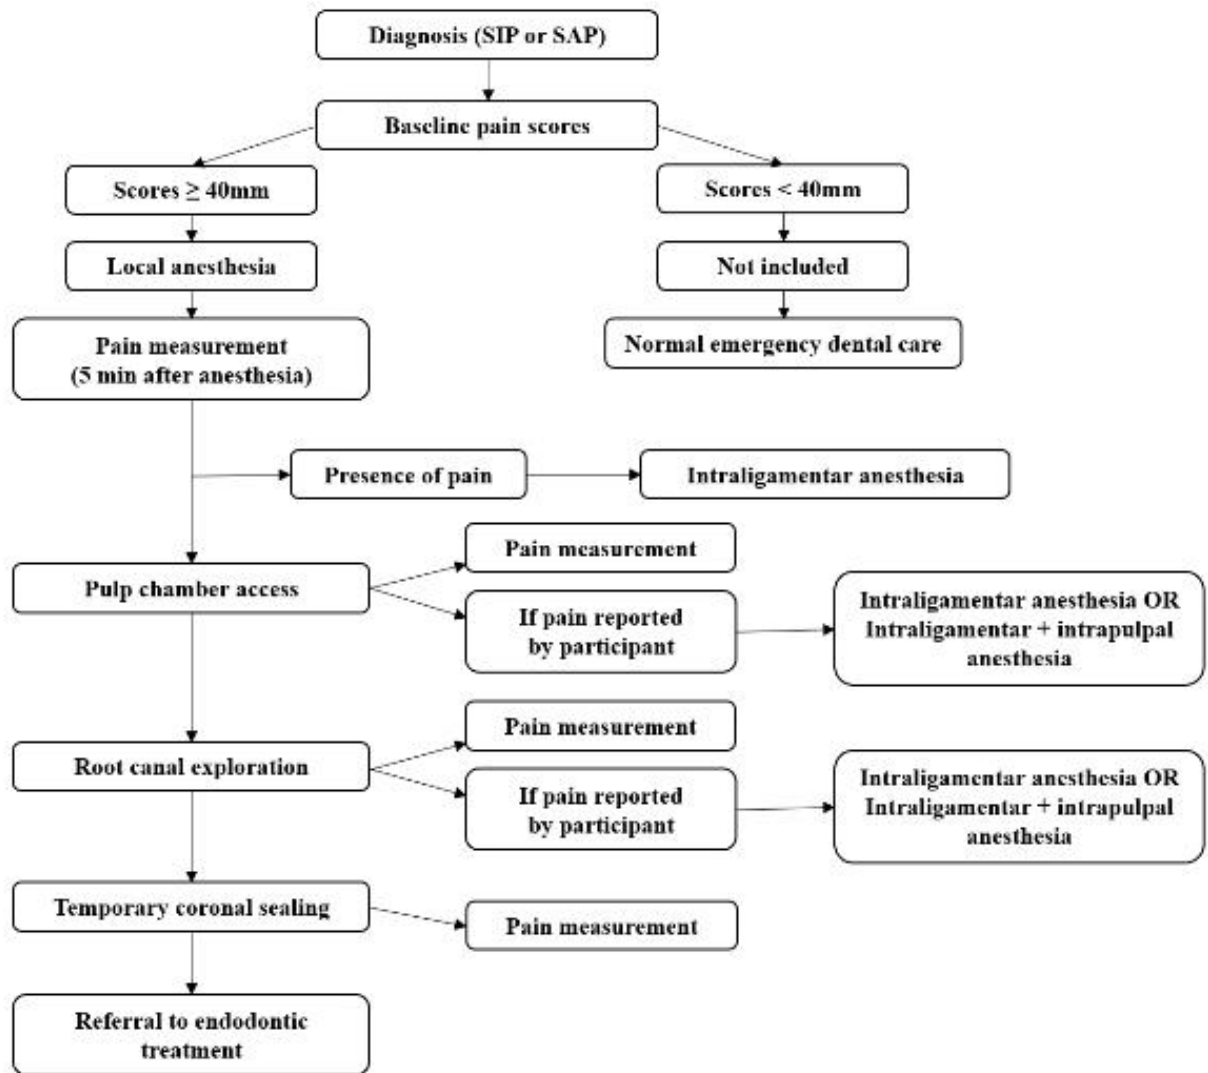 Diagnosis (SIP or SAP)
Baseline pain scores
Scores ≥ 40mm
Scores < 40mm
Local anesthesia
Not included
Pain measurement
(5 min after anesthesia)
Normal emergency dental care
Presence of pain
Intraligamentar anesthesia
Pain measurement
Pulp chamber access
If pain reported
by participant
Intraligamentar anesthesia OR
Intraligamentar + intrapulpal
anesthesia
Pain measurement
Root canal exploration
If pain reported
by participant
Intraligamentar anesthesia OR
Intraligamentar + intrapulpal
anesthesia
Temporary coronal sealing
Pain measurement
Referral to endodontic
treatment